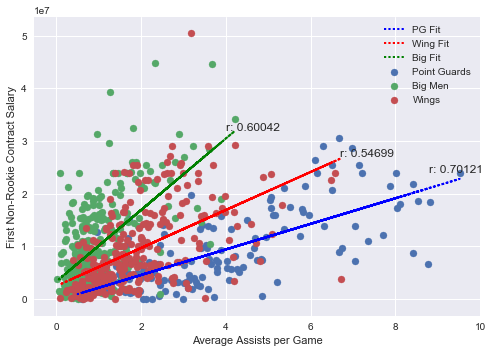 1e7
PG Fit
Wing Fit
Big Fit
Point Guards
Big Men
Wings
r: 0.60042
r: 0.54699
r: 0.70121
First Non-Rookie Contract Salary
5
4
3
2
1
0
0 2 4 6 8 10
Average Assists per Game